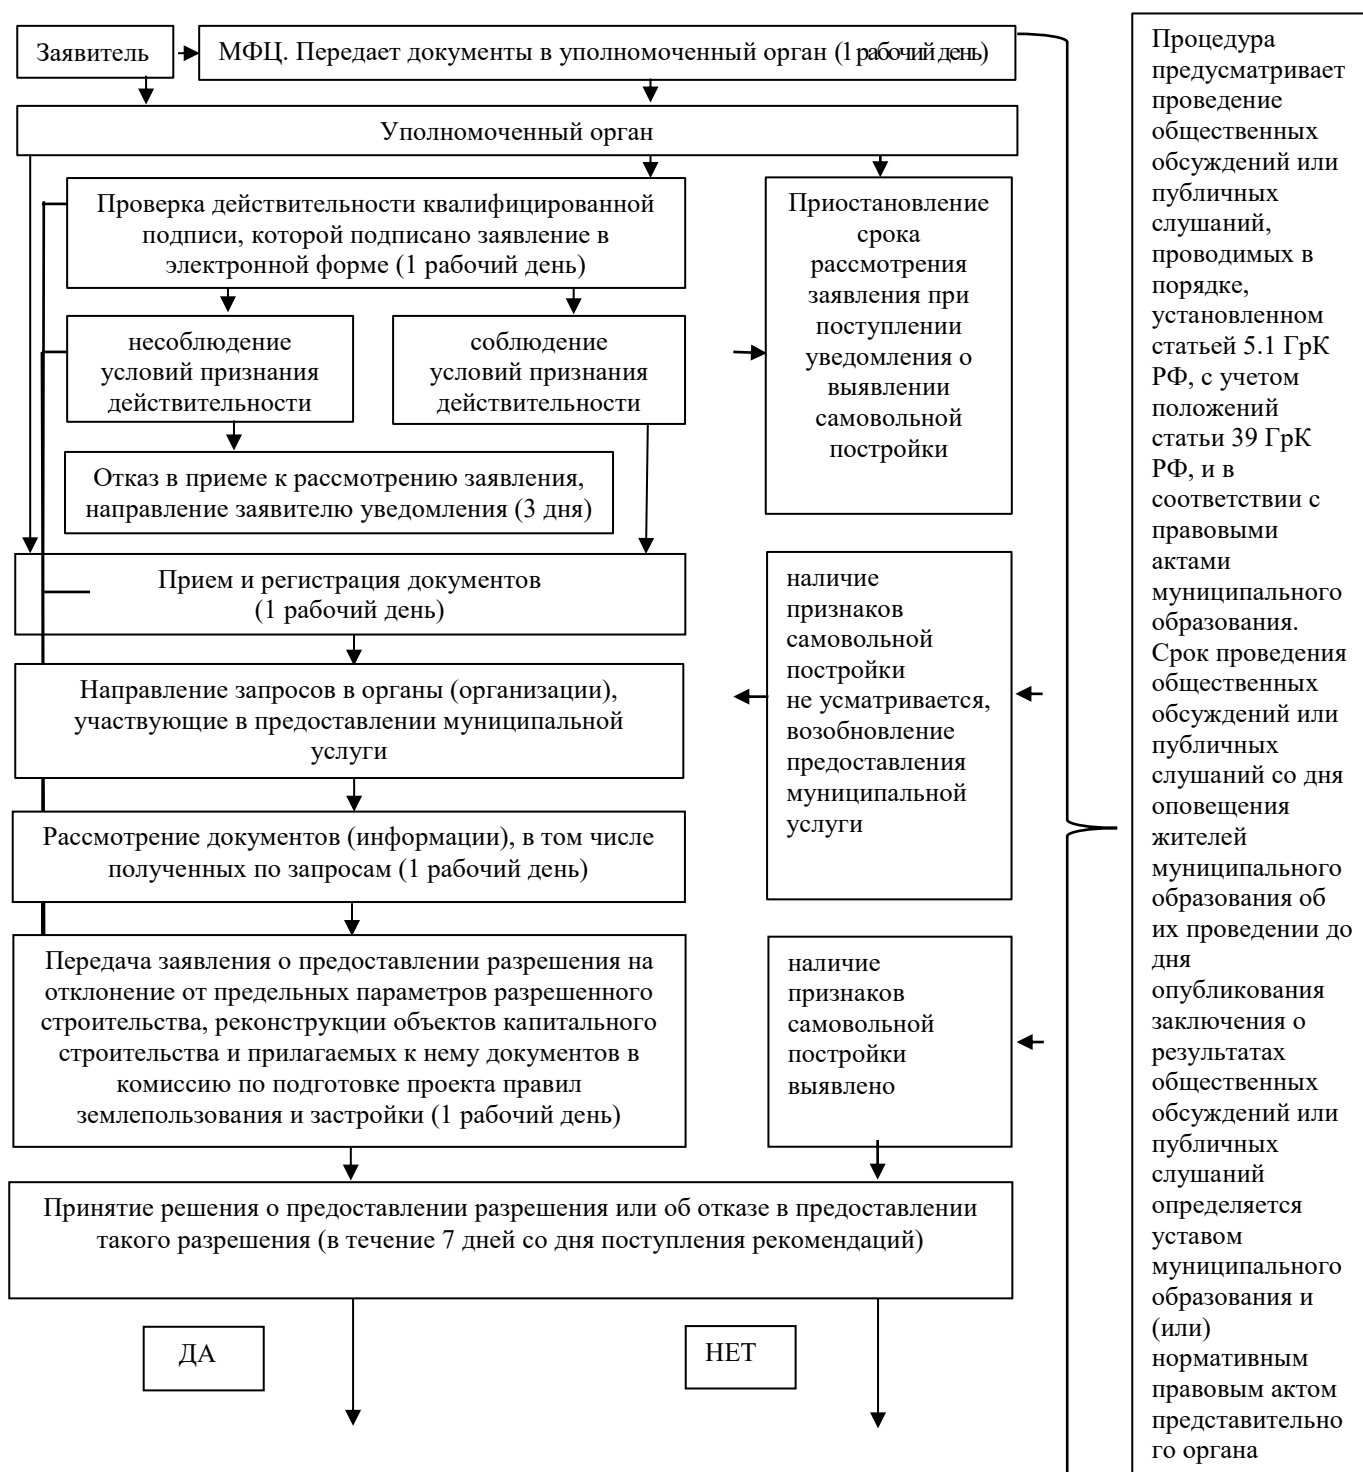 Заявитель
МФЦ. Передает документы в уполномоченный орган (1 рабочий день)
Уполномоченный орган
Проверка действительности квалифицированной
подписи, которой подписано заявление в
электронной форме (1 рабочий день)
несоблюдение
условий признания
действительности
соблюдение
условий признания
действительности
Отказ в приеме к рассмотрению заявления,
направление заявителю уведомления (3 дня)
Приостановление
срока
рассмотрения
заявления при
поступлении
уведомления о
выявлении
самовольной
постройки
Прием и регистрация документов
(1 рабочий день)
Направление запросов в органы (организации),
участвующие в предоставлении муниципальной
услуги
наличие
признаков
самовольной
постройки
не усматривается,
возобновление
предоставления
муниципальной
услуги
Рассмотрение документов (информации), в том числе
полученных по запросам (1 рабочий день)
Передача заявления о предоставлении разрешения на
отклонение от предельных параметров разрешенного
строительства, реконструкции объектов капитального
строительства и прилагаемых к нему документов в
комиссию по подготовке проекта правил
землепользования и застройки (1 рабочий день)
наличие
признаков
самовольной
постройки
выявлено
Принятие решения о предоставлении разрешения или об отказе в предоставлении
такого разрешения (в течение 7 дней со дня поступления рекомендаций)
ДА
НЕТ
Процедура
предусматривает
проведение
общественных
обсуждений или
публичных
слушаний,
проводимых в
порядке,
установленном
статьей 5.1 ГрК
РФ, с учетом
положений
статьи 39 ГрК
РФ, и в
соответствии с
правовыми
актами
муниципального
образования.
Срок проведения
общественных
обсуждений или
публичных
слушаний со дня
оповещения
жителей
муниципального
образования об
их проведении до
дня
опубликования
заключения о
результатах
общественных
обсуждений или
публичных
слушаний
определяется
уставом
муниципального
образования и
(или)
нормативным
правовым актом
представительно
го органа